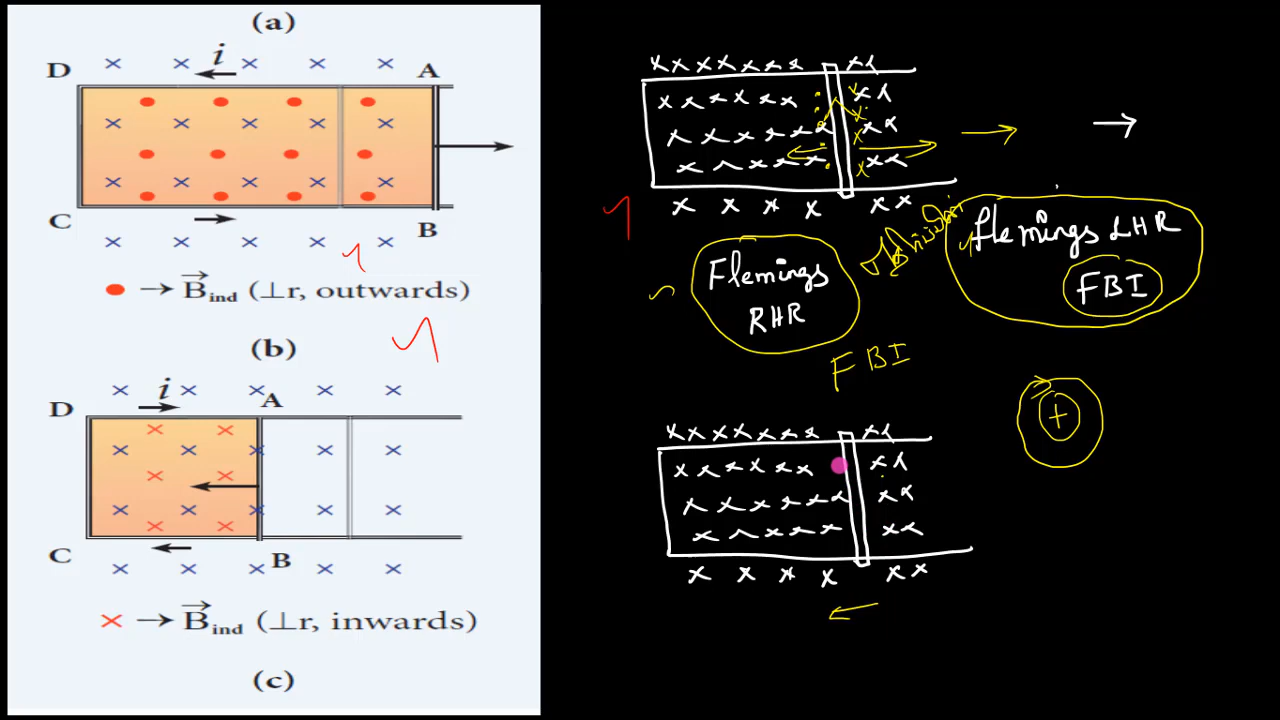 (a)
D
i
A
C
B
→ B⃗ind (⊥r, outwards)
(b)
D
i
A
C
B
× → B⃗ind (⊥r, inwards)
(c)
Flemings
RHR
Flemings LHR
FBI
FBI
+